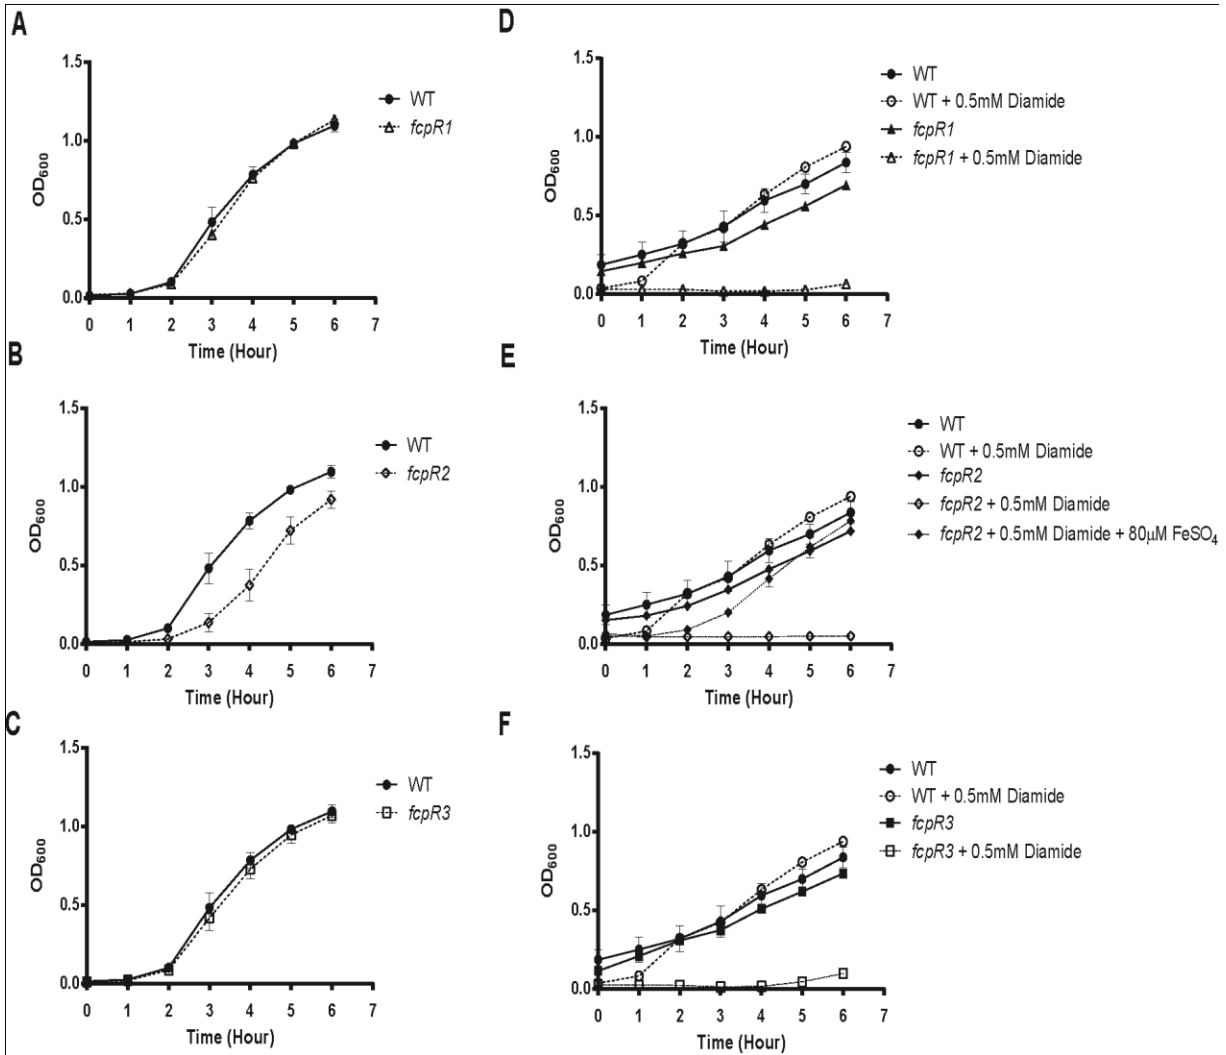 A
1.5
1.0
0.5
0.0
OD600
0 1 2 3 4 5 6 7
Time (Hour)
WT
fcpR1
D
1.5
1.0
0.5
0.0
OD600
0 1 2 3 4 5 6 7
Time (Hour)
WT
WT + 0.5mM Diamide
fcpR1
fcpR1 + 0.5mM Diamide
B
1.5
1.0
0.5
0.0
OD600
0 1 2 3 4 5 6 7
Time (Hour)
WT
fcpR2
E
1.5
1.0
0.5
0.0
OD600
0 1 2 3 4 5 6 7
Time (Hour)
WT
WT + 0.5mM Diamide
fcpR2
fcpR2 + 0.5mM Diamide
fcpR2 + 0.5mM Diamide + 80μM FeSO4
C
1.5
1.0
0.5
0.0
OD600
0 1 2 3 4 5 6 7
Time (Hour)
WT
fcpR3
F
1.5
1.0
0.5
0.0
OD600
0 1 2 3 4 5 6 7
Time (Hour)
WT
WT + 0.5mM Diamide
fcpR3
fcpR3 + 0.5mM Diamide